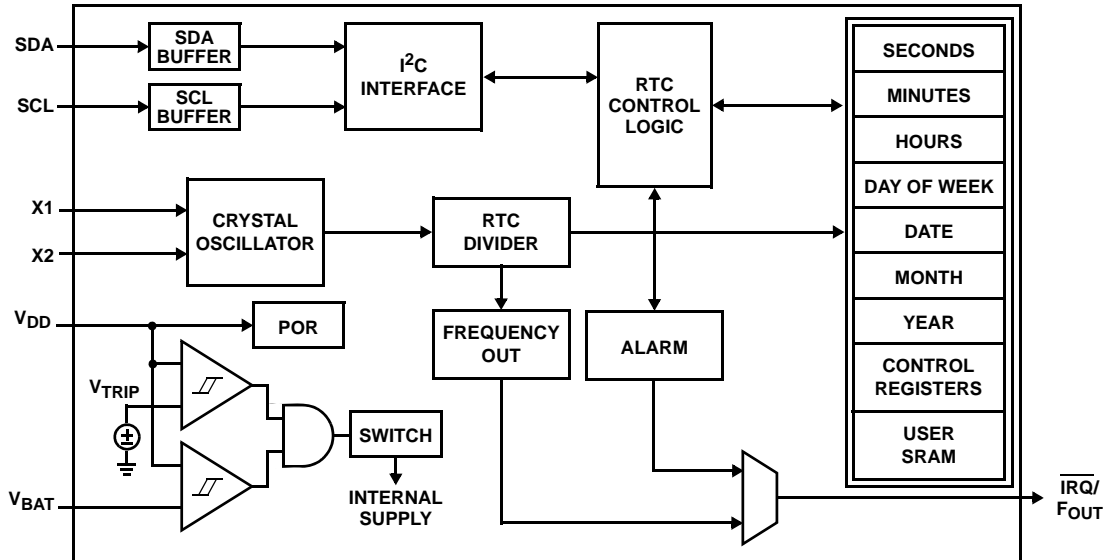 SDA
SDA
BUFFER
I²C
INTERFACE
RTC
CONTROL
LOGIC
SECONDS
MINUTES
HOURS
DAY OF WEEK
DATE
MONTH
YEAR
CONTROL
REGISTERS
USER
SRAM
SCL
SCL
BUFFER
X1
X2
CRYSTAL
OSCILLATOR
RTC
DIVIDER
VDD
POR
FREQUENCY
OUT
ALARM
VTRIP
SWITCH
INTERNAL
SUPPLY
VBAT
IRQ/
FOUT